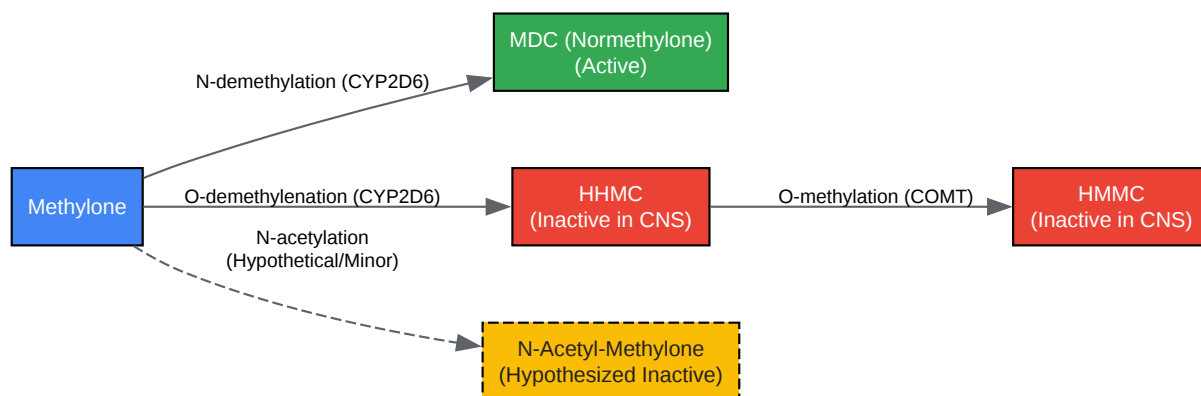 MDC (Normethylone)
(Active)
N-demethylation (CYP2D6)
Methylone
O-demethylenation (CYP2D6)
HHMC
(Inactive in CNS)
O-methylation (COMT)
HMMC
(Inactive in CNS)
N-acetylation
(Hypothetical/Minor)
N-Acetyl-Methylone
(Hypothesized Inactive)